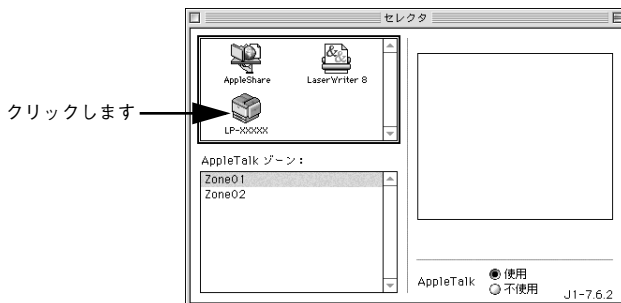 セレクタ
AppleShare
LaserWriter 8
クリックします
LP-XXXXX
AppleTalk ゾーン：
Zone01
Zone02
AppleTalk
使用
不使用
J1-7.6.2